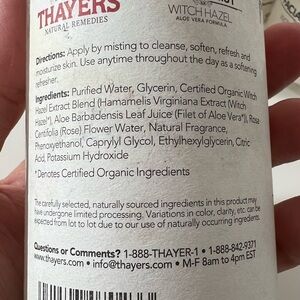 THAYERS
NATURAL REMEDIES
WITCH HAZEL
ALOE VERA FORMULA
Directions: Apply by misting to cleanse, soften, refresh and
moisturize skin. Use anytime throughout the day as a softening
refresher.
Ingredients: Purified Water, Glycerin, Certified Organic Witch
Hazel Extract Blend (Hamamelis Virginiana Extract (Witch
Hazel*), Aloe Barbadensis Leaf Juice (Filet of Aloe Vera*), Rosa
Centifolia (Rose) Flower Water, Natural Fragrance,
Phenoxyethanol, Caprylyl Glycol, Ethylhexylglycerin, Citric
Acid, Potassium Hydroxide
*Denotes Certified Organic Ingredients
The carefully selected, naturally sourced ingredients in this product may
have undergone limited processing. Variations in color, clarity, etc. can be
expected from lot to lot due to our use of naturally occurring ingredients.
Questions or Comments? 1-888-THAYER-1 • 1-888-842-9371
www.thayers.com • info@thayers.com • M-F 8am to 4pm EST